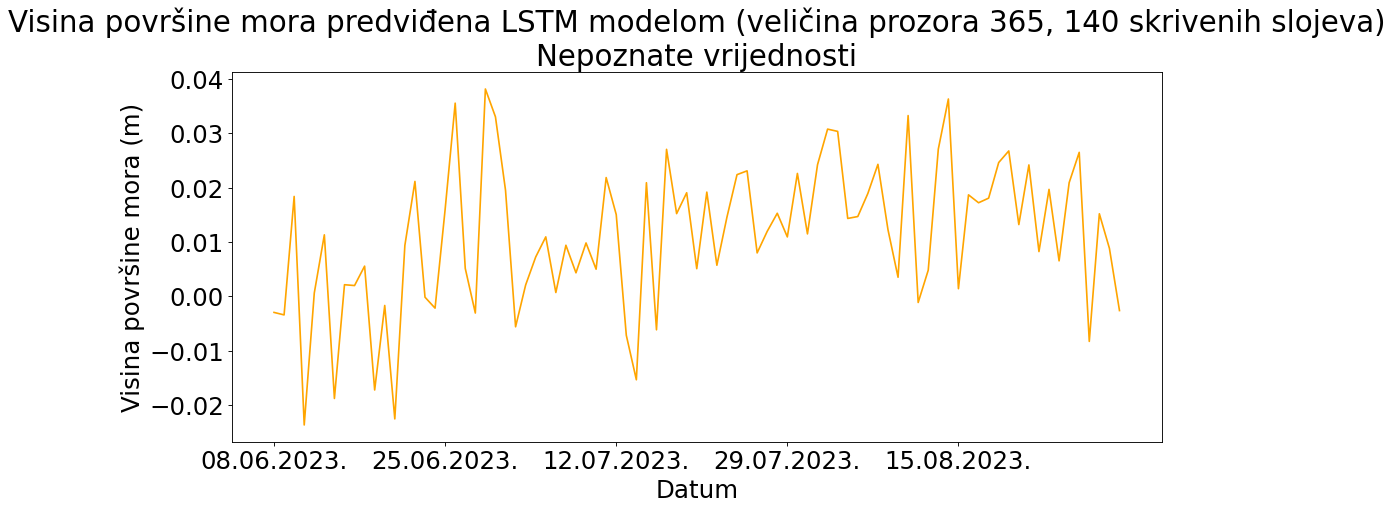 Visina površine mora predviđena LSTM modelom (veličina prozora 365, 140 skrivenih slojeva)
Nepoznate vrijednosti
Visina površine mora (m)
0.04
0.03
0.02
0.01
0.00
−0.01
−0.02
08.06.2023. 25.06.2023. 12.07.2023. 29.07.2023. 15.08.2023.
Datum